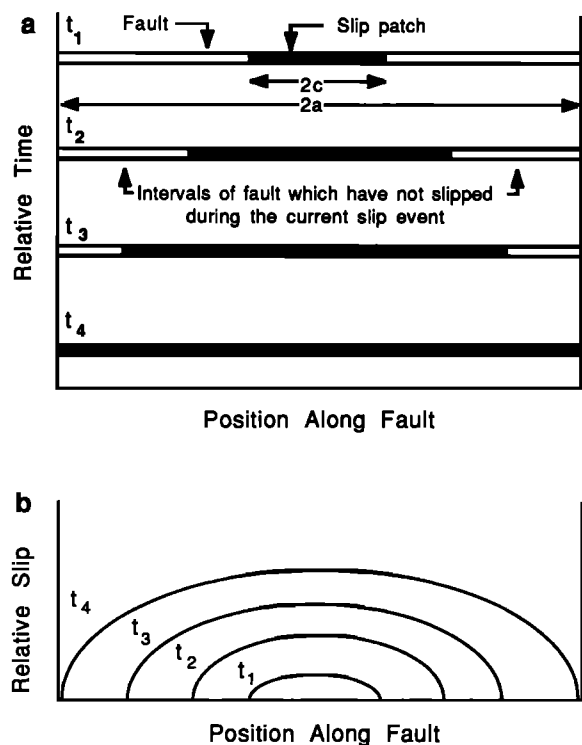 a
Fault
Slip patch
t1
2c
2a
t2
Intervals of fault which have not slipped
during the current slip event
t3
t4
Relative Time
Position Along Fault
b
t4
t3
t2
t1
Relative Slip
Position Along Fault